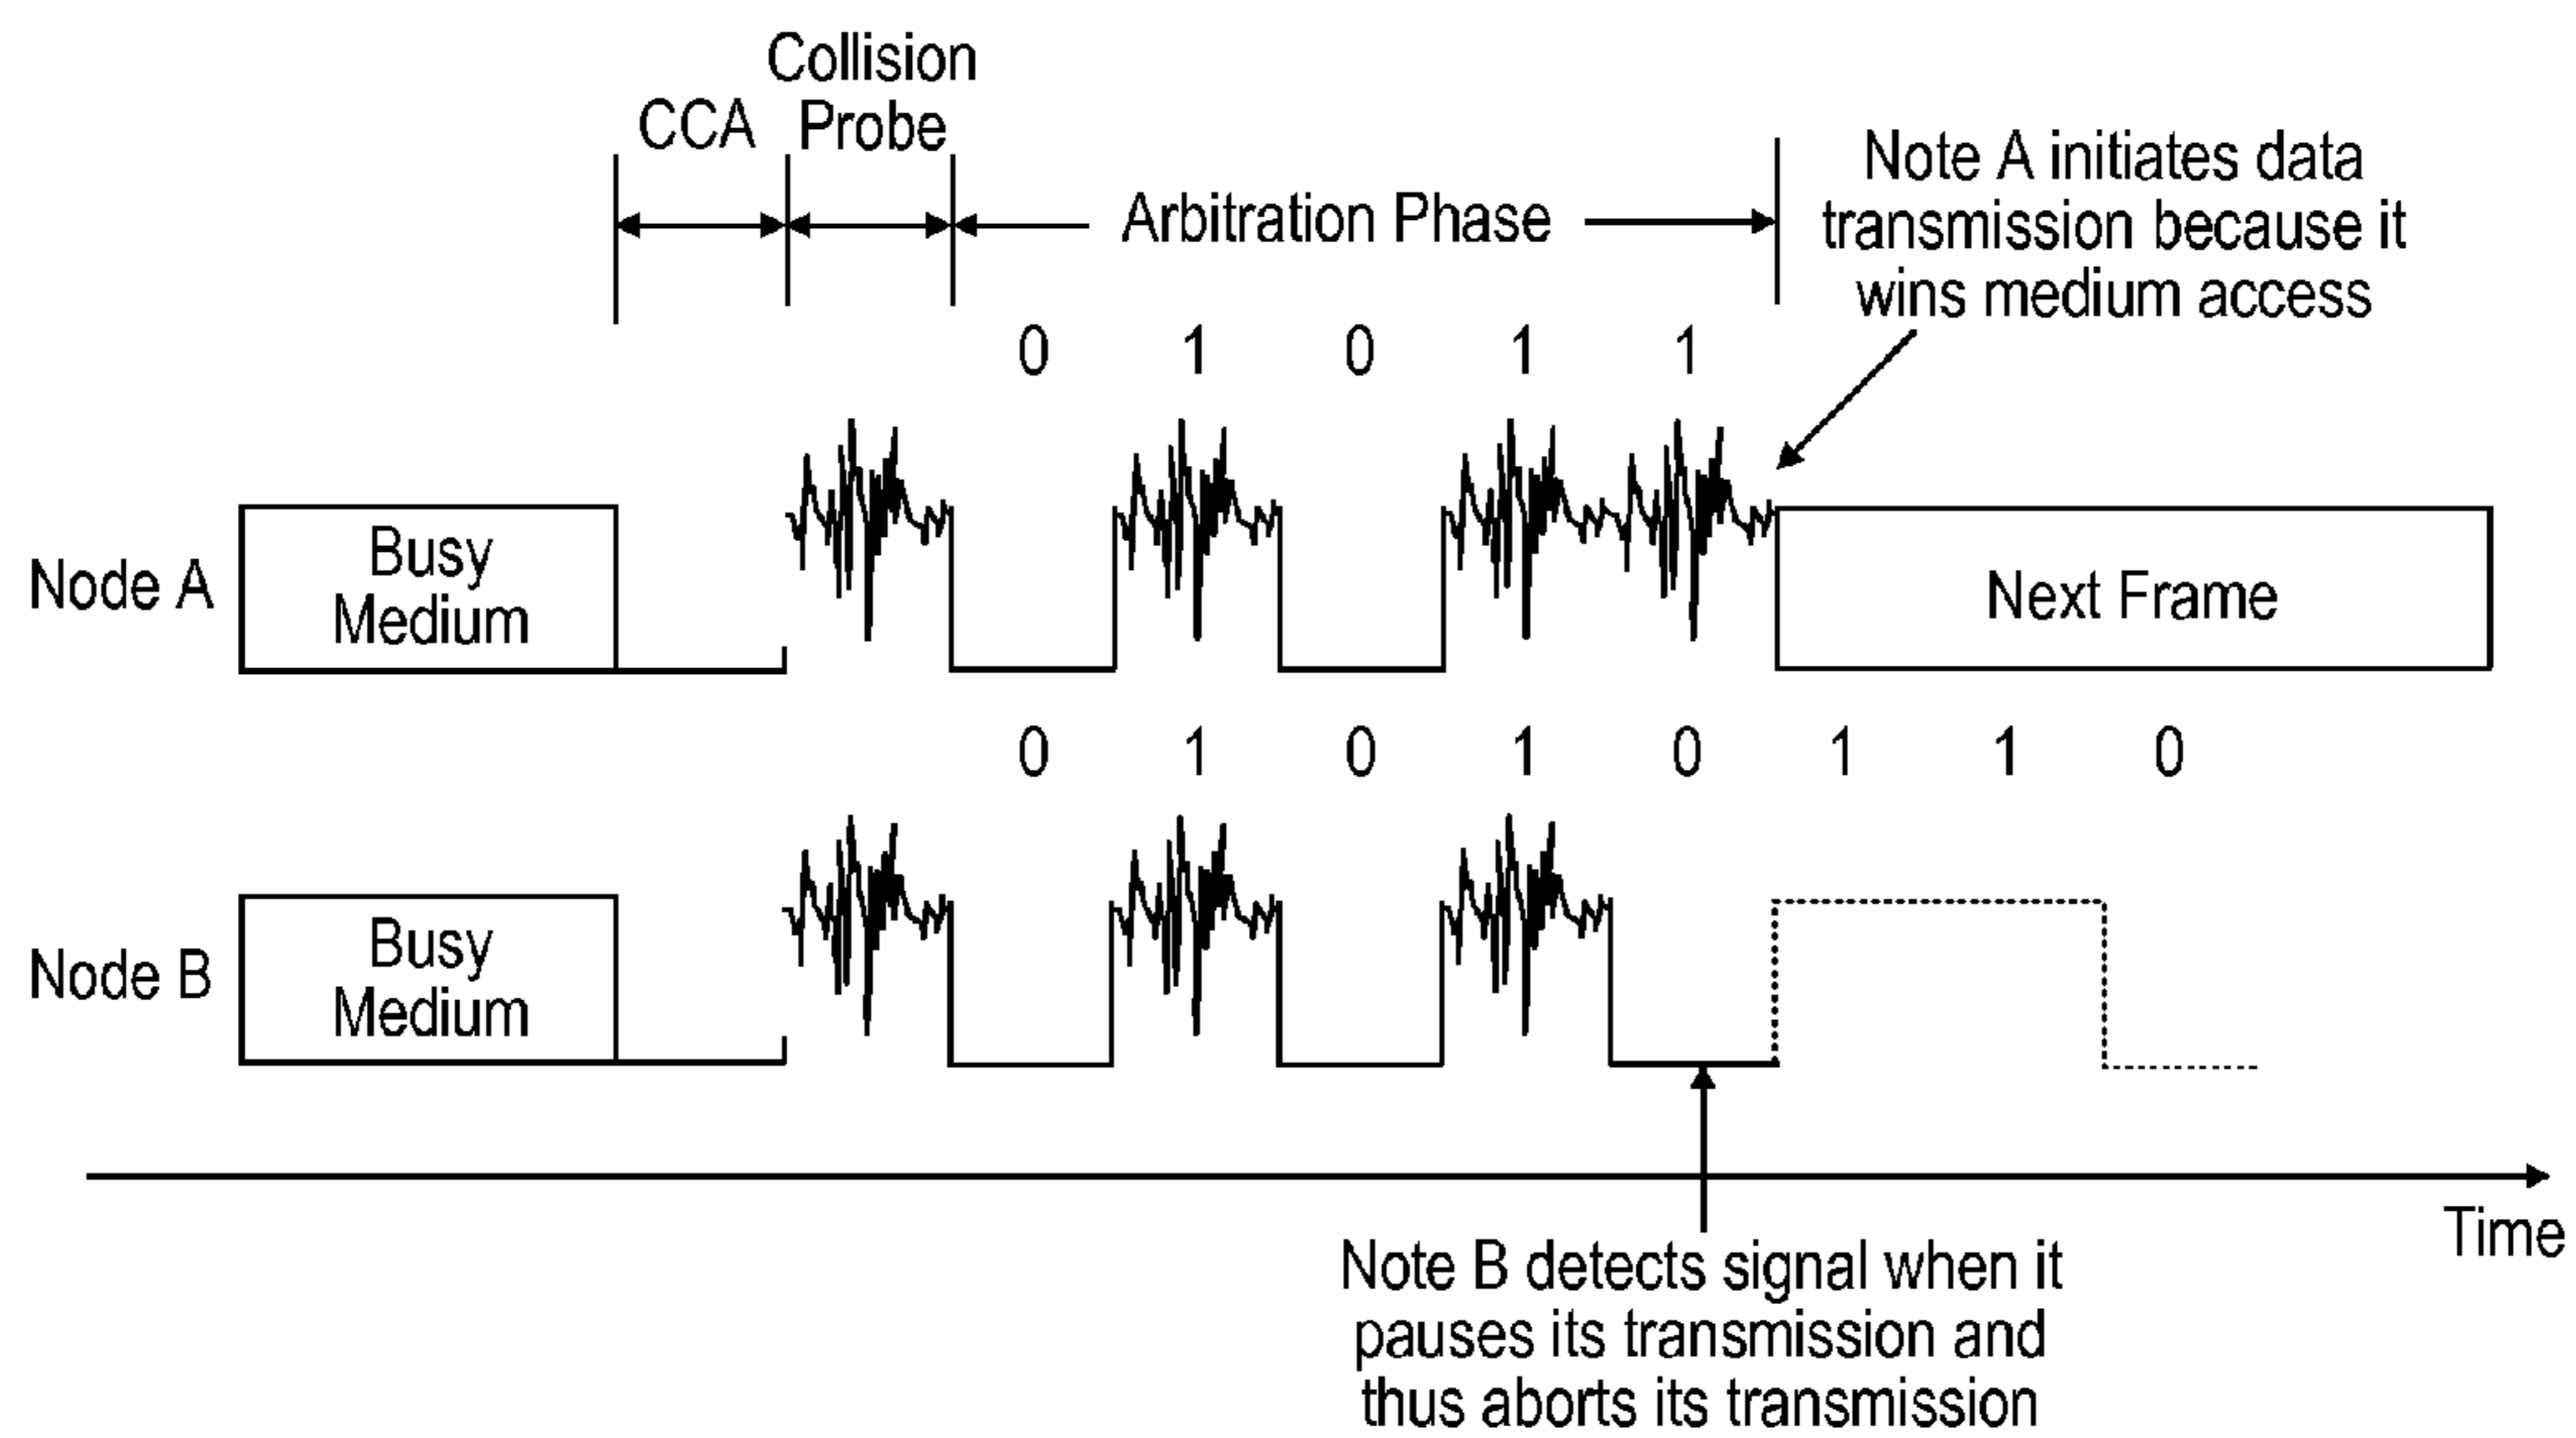 Collision
CCA Probe
Arbitration Phase
Note A initiates data
transmission because it
wins medium access
0 1 0 1 1
Node A
Busy
Medium
Next Frame
0 1 0 1 0 1 1 0
Node B
Busy
Medium
Time
Note B detects signal when it
pauses its transmission and
thus aborts its transmission